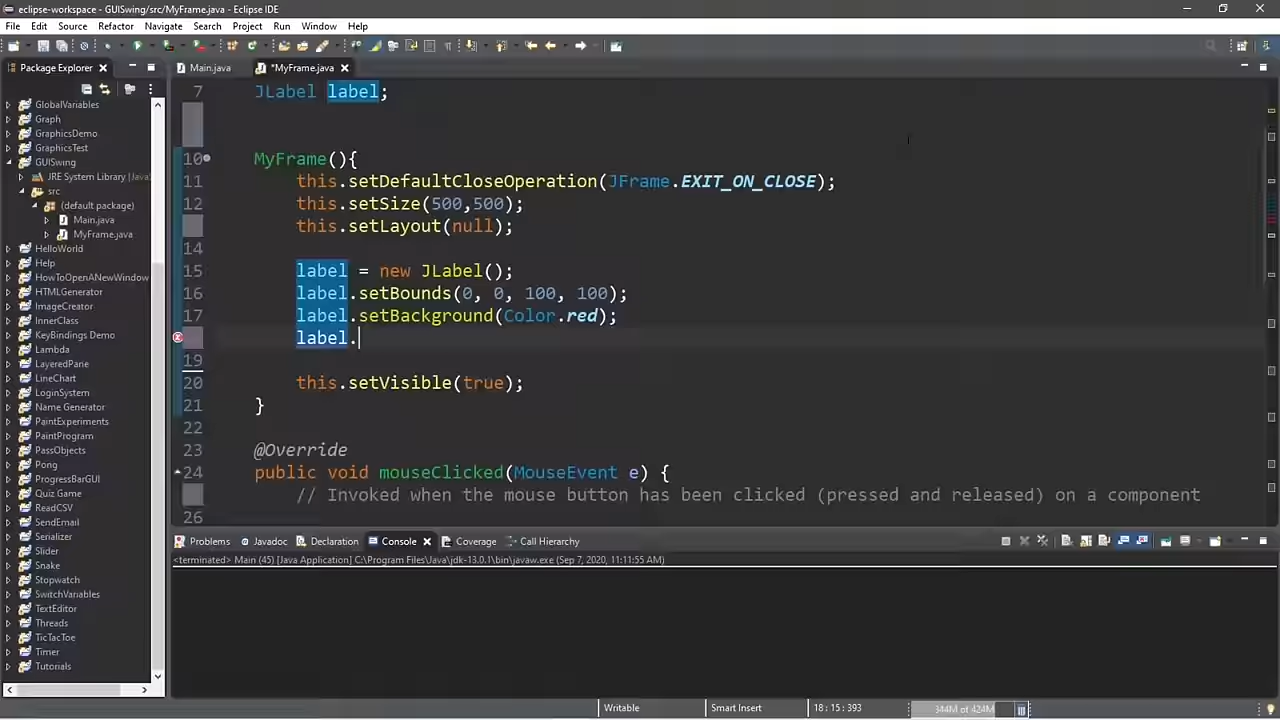 eclipse-workspace - GUISwing/src/MyFrame.java - Eclipse IDE
File Edit Source Refactor Navigate Search Project Run Window Help
Package Explorer
Main.java
*MyFrame.java
GlobalVariables
Graph
GraphicsDemo
GraphicsTest
GUISwing
JRE System Library [Java
src
(default package)
Main.java
MyFrame.java
HelloWorld
Help
HowToOpenANewWindow
HTMLGenerator
ImageCreator
InnerClass
KeyBindings Demo
Lambda
LayeredPane
LineChart
LoginSystem
Name Generator
PaintExperiments
PaintProgram
PassObjects
Pong
ProgressBarGUI
Quiz Game
ReadCSV
SendEmail
Serializer
Slider
Snake
Stopwatch
SwitchVariables
TextEditor
Threads
TicTacToe
Timer
Tutorials
7 JLabel label;
10 MyFrame(){
11 this.setDefaultCloseOperation(JFrame.EXIT_ON_CLOSE);
12 this.setSize(500,500);
this.setLayout(null);
14
15 label = new JLabel();
16 label.setBounds(0, 0, 100, 100);
17 label.setBackground(Color.red);
label.
19
20 this.setVisible(true);
21 }
22
23 @Override
24 public void mouseClicked(MouseEvent e) {
// Invoked when the mouse button has been clicked (pressed and released) on a component
26
Problems Javadoc Declaration Console Coverage Call Hierarchy
<terminated> Main (45) [Java Application] C:\Program Files\Java\jdk-13.0.1\bin\javaw.exe (Sep 7, 2020, 11:11:55 AM)
Writable Smart Insert 18 : 15 : 393 344M of 424M